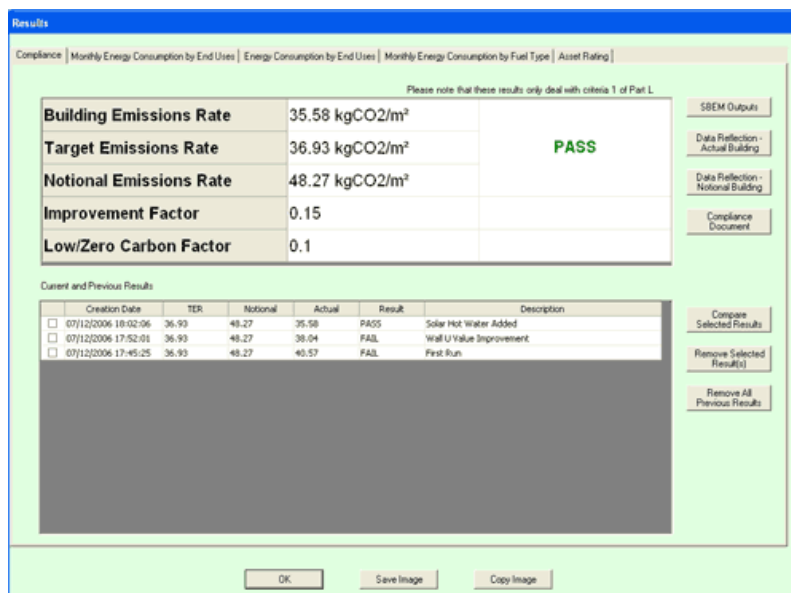 Results
Compliance Monthly Energy Consumption by End Uses Energy Consumption by End Uses Monthly Energy Consumption by Fuel Type Asset Rating
Please note that these results only deal with criteria 1 of Part L
Building Emissions Rate 35.58 kgCO2/m²
Target Emissions Rate 36.93 kgCO2/m² PASS
Notional Emissions Rate 48.27 kgCO2/m²
Improvement Factor 0.15
Low/Zero Carbon Factor 0.1
SBEM Outputs
Data Reflection -
Actual Building
Data Reflection -
Notional Building
Compliance
Document
Current and Previous Results
Creation Date TER Notional Actual Result Description
07/12/2006 18:02:06 36.93 48.27 35.58 PASS Solar Hot Water Added
07/12/2006 17:52:01 36.93 48.27 38.04 FAIL Wall U Value Improvement
07/12/2006 17:45:25 36.93 48.27 40.57 FAIL First Run
Compare
Selected Results
Remove Selected
Result(s)
Remove All
Previous Results
OK Save Image Copy Image